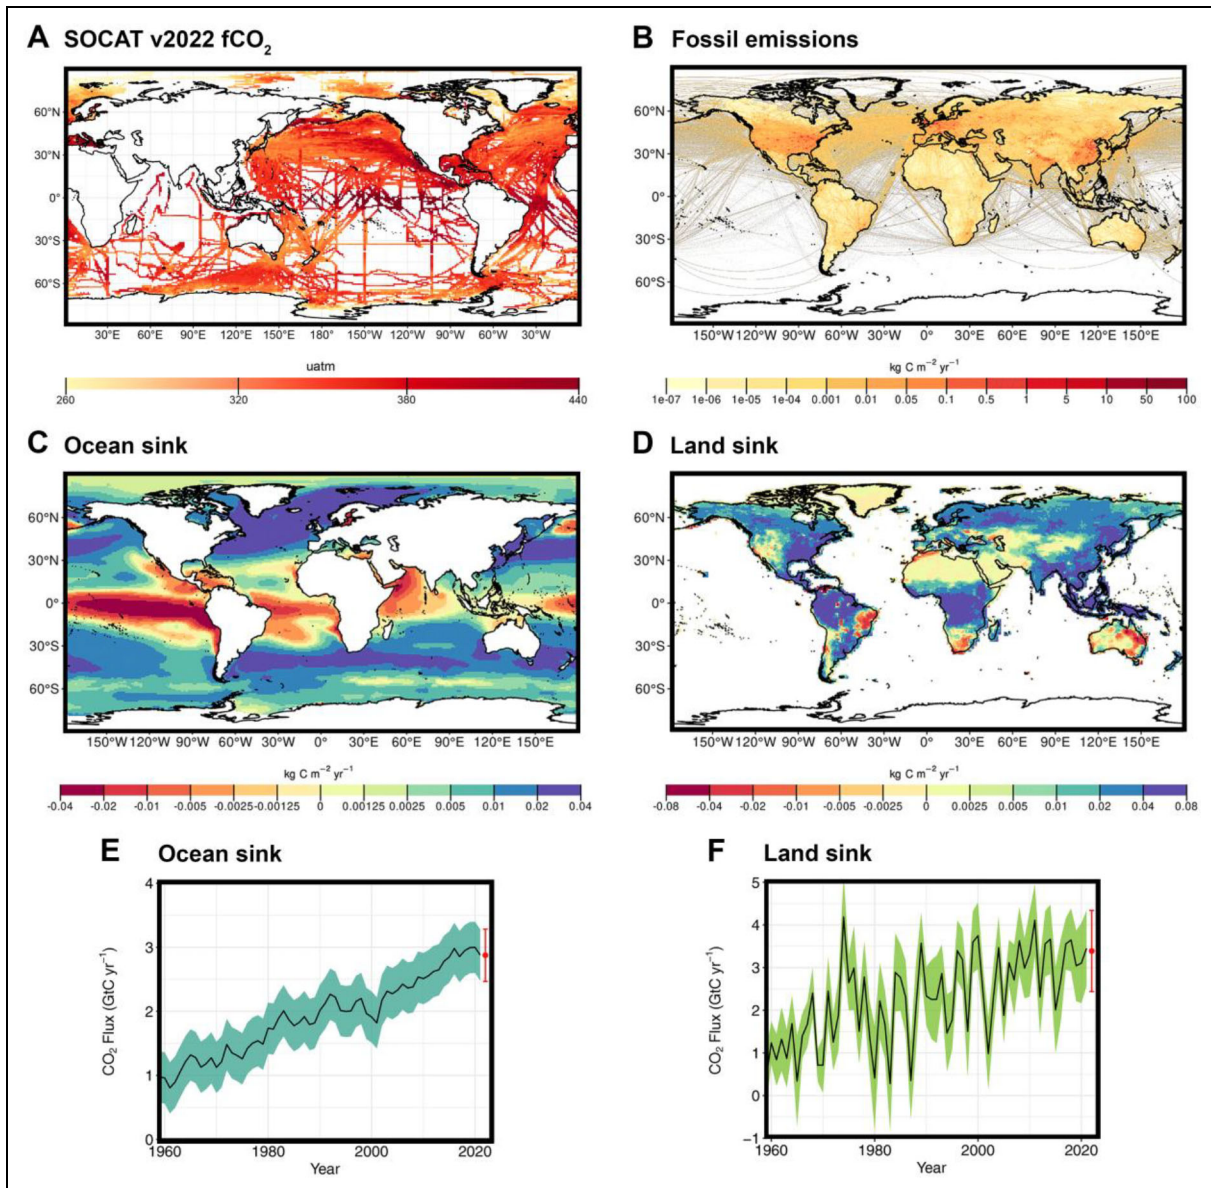 A SOCAT v2022 fCO₂
60°N
30°N
0°
30°S
60°S
30°E 60°E 90°E 120°E 150°E 180° 150°W 120°W 90°W 60°W 30°W
uatm
260 320 380 440
B Fossil emissions
60°N
30°N
0°
30°S
60°S
150°W 120°W 90°W 60°W 30°W 0° 30°E 60°E 90°E 120°E 150°E
kg C m⁻² yr⁻¹
1e-07 1e-06 1e-05 1e-04 0.001 0.01 0.05 0.1 0.5 1 5 10 50 100
C Ocean sink
60°N
30°N
0°
30°S
60°S
150°W 120°W 90°W 60°W 30°W 0° 30°E 60°E 90°E 120°E 150°E
kg C m⁻² yr⁻¹
-0.04 -0.02 -0.01 -0.005 -0.0025 -0.00125 0 0.00125 0.0025 0.005 0.01 0.02 0.04
D Land sink
60°N
30°N
0°
30°S
60°S
150°W 120°W 90°W 60°W 30°W 0° 30°E 60°E 90°E 120°E 150°E
kg C m⁻² yr⁻¹
-0.08 -0.04 -0.02 -0.01 -0.005 -0.0025 0 0.0025 0.005 0.01 0.02 0.04 0.08
E Ocean sink
CO₂ Flux (GtC yr⁻¹)
4
3
2
1
0
1960 1980 2000 2020
Year
F Land sink
CO₂ Flux (GtC yr⁻¹)
5
4
3
2
1
0
−1
1960 1980 2000 2020
Year